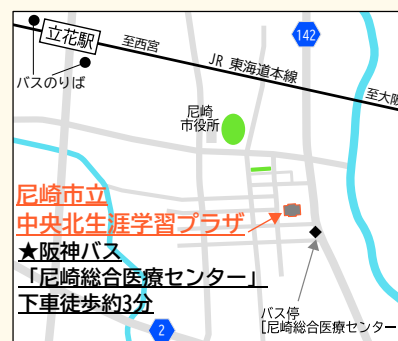 立花駅
至西宮
142
JR 東海道本線
至大阪
バスのりば
尼崎
市役所
尼崎市立
中央北生涯学習プラザ
★阪神バス
「尼崎総合医療センター」
下車徒歩約3分
バス停
[尼崎総合医療センター
2